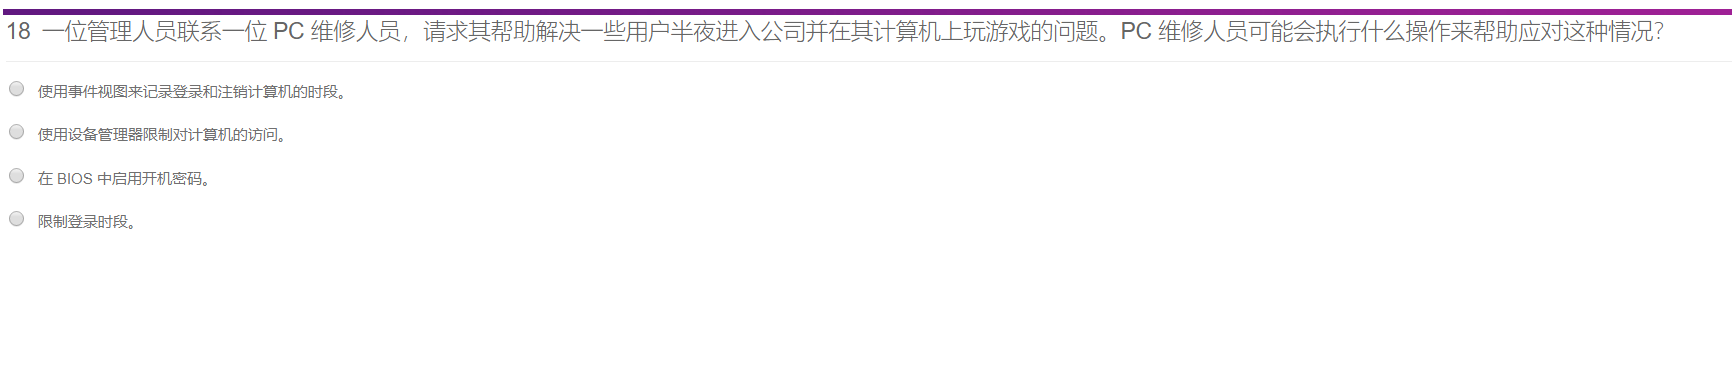 18 一位管理人员联系一位 PC 维修人员，请求其帮助解决一些用户半夜进入公司并在其计算机上玩游戏的问题。PC 维修人员可能会执行什么操作来帮助应对这种情况？
使用事件视图来记录登录和注销计算机的时段。
使用设备管理器限制对计算机的访问。
在 BIOS 中启用开机密码。
限制登录时段。